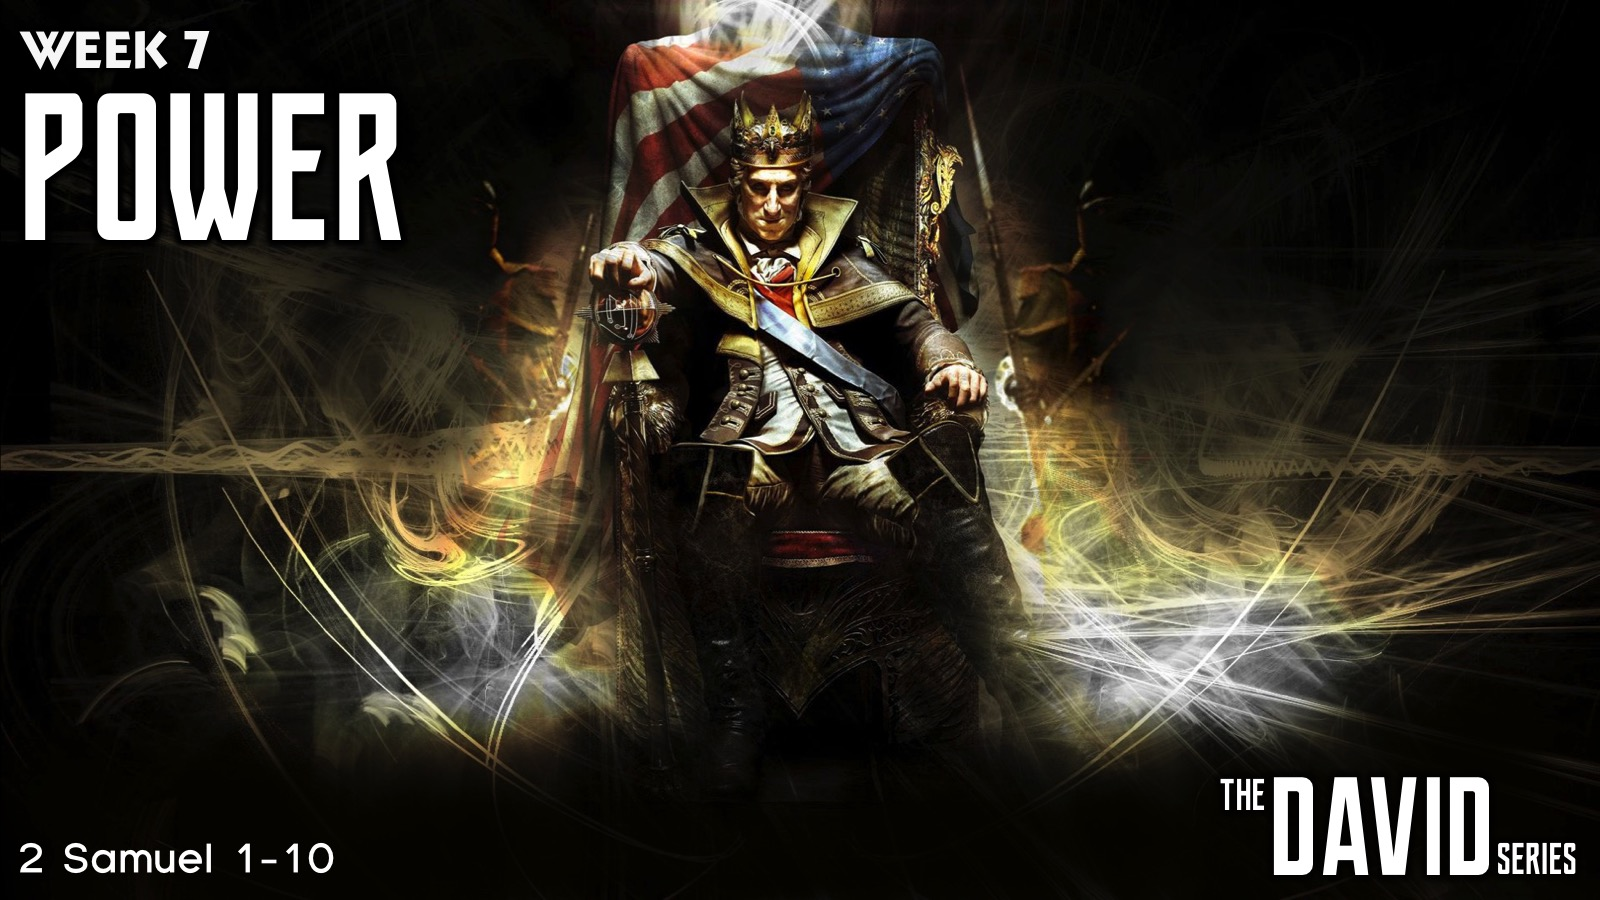 WEEK 7
POWER
2 Samuel 1-10
THE DAVID SERIES